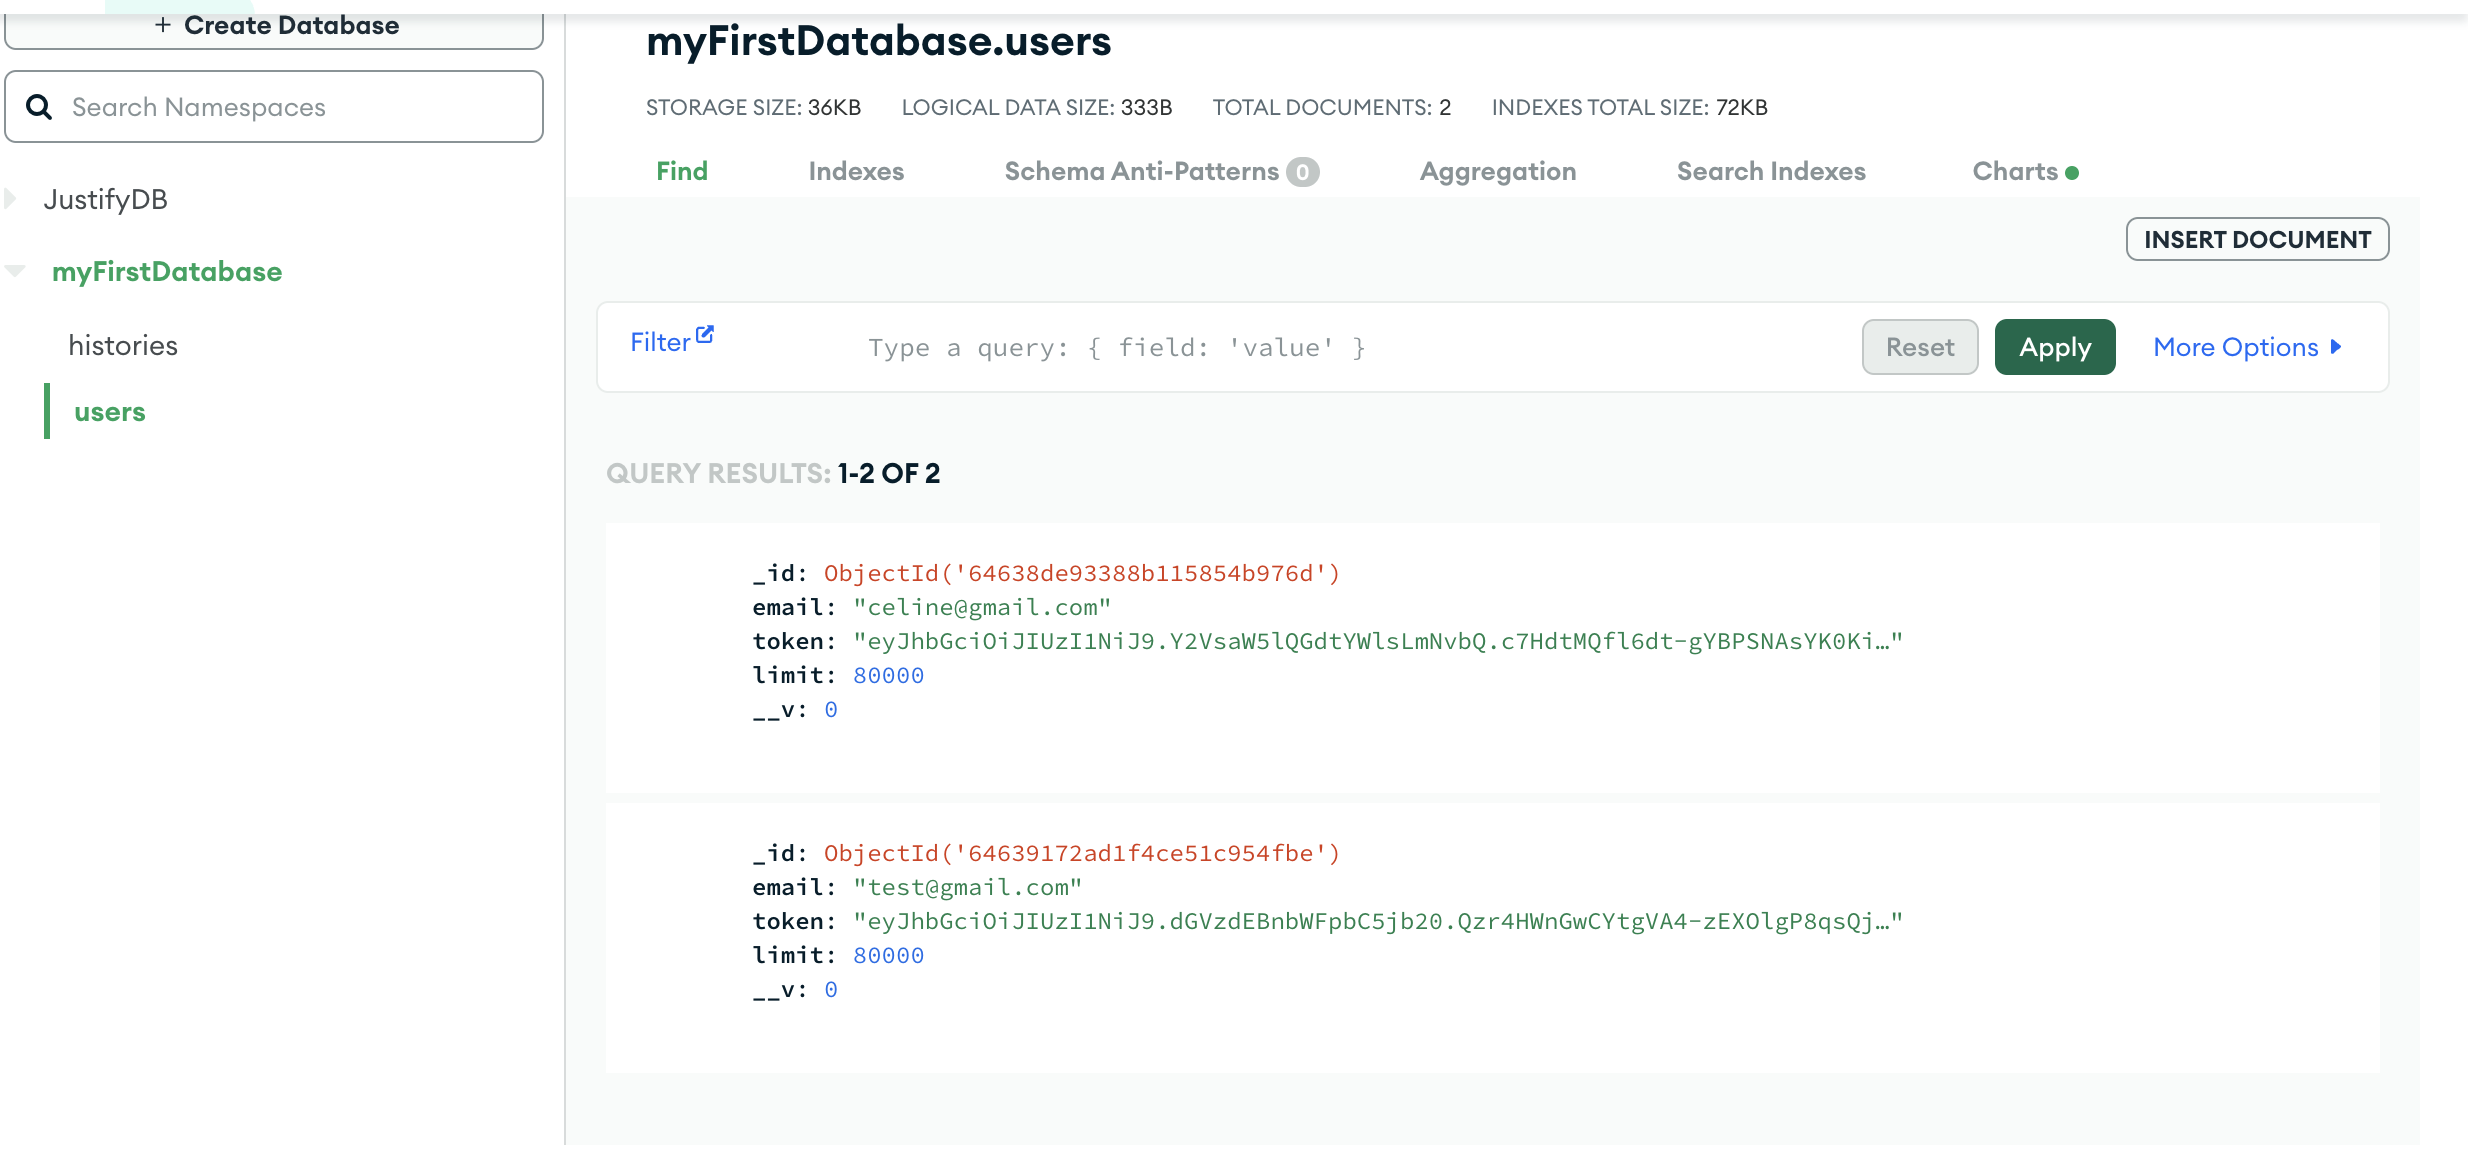 + Create Database
Search Namespaces
JustifyDB
myFirstDatabase
histories
users
myFirstDatabase.users
STORAGE SIZE: 36KB LOGICAL DATA SIZE: 333B TOTAL DOCUMENTS: 2 INDEXES TOTAL SIZE: 72KB
Find Indexes Schema Anti-Patterns 0 Aggregation Search Indexes Charts
INSERT DOCUMENT
Filter Type a query: { field: 'value' } Reset Apply More Options
QUERY RESULTS: 1-2 OF 2
_id: ObjectId('64638de93388b115854b976d')
email: "celine@gmail.com"
token: "eyJhbGciOiJIUzI1NiJ9.Y2VsaW5lQGdtYWlsLmNvbQ.c7HdtMQfl6dt-gYBPSNAsYK0Ki…"
limit: 80000
__v: 0
_id: ObjectId('64639172ad1f4ce51c954fbe')
email: "test@gmail.com"
token: "eyJhbGciOiJIUzI1NiJ9.dGVzdEBnbWFpbC5jb20.Qzr4HWnGwCYtgVA4-zEXOlgP8qsQj…"
limit: 80000
__v: 0